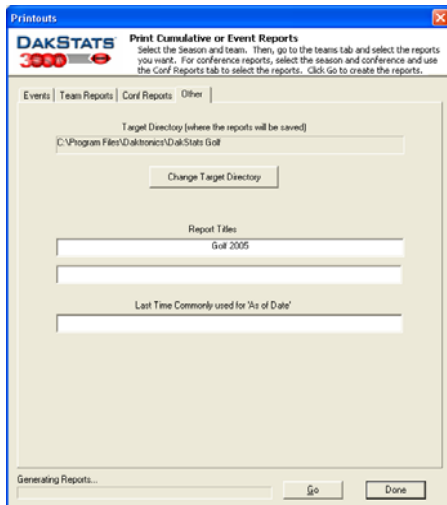 Printouts
DAKSTATS
3000
Print Cumulative or Event Reports
Select the Season and team. Then, go to the teams tab and select the reports
you want. For conference reports, select the season and conference and use
the Conf Reports tab to select the reports. Click Go to create the reports.
Events Team Reports Conf Reports Other
Target Directory (where the reports will be saved)
C:\Program Files\Daktronics\DakStats Golf
Change Target Directory
Report Titles
Golf 2005
Last Time Commonly used for 'As of Date'
Generating Reports...
Go Done